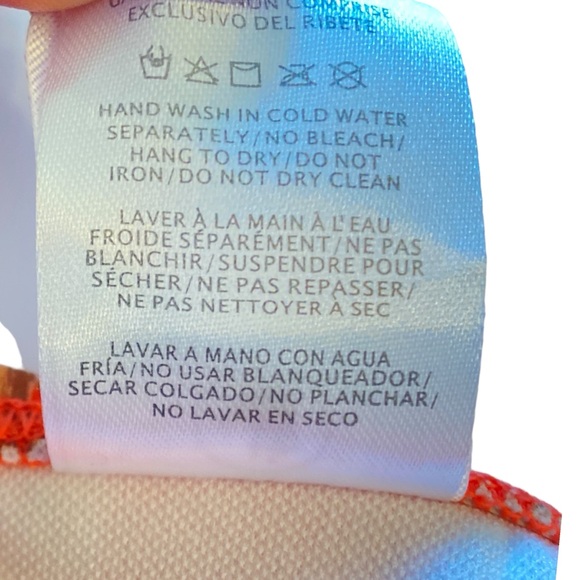 NON COMPRISE
EXCLUSIVO DEL RIBETE
HAND WASH IN COLD WATER
SEPARATELY/NO BLEACH/
HANG TO DRY/DO NOT
IRON/DO NOT DRY CLEAN
LAVER À LA MAIN À L'EAU
FROIDE SÉPARÉMENT/NE PAS
BLANCHIR/SUSPENDRE POUR
SÉCHER/NE PAS REPASSER/
NE PAS NETTOYER À SEC
LAVAR A MANO CON AGUA
FRÍA/NO USAR BLANQUEADOR/
SECAR COLGADO/NO PLANCHAR/
NO LAVAR EN SECO